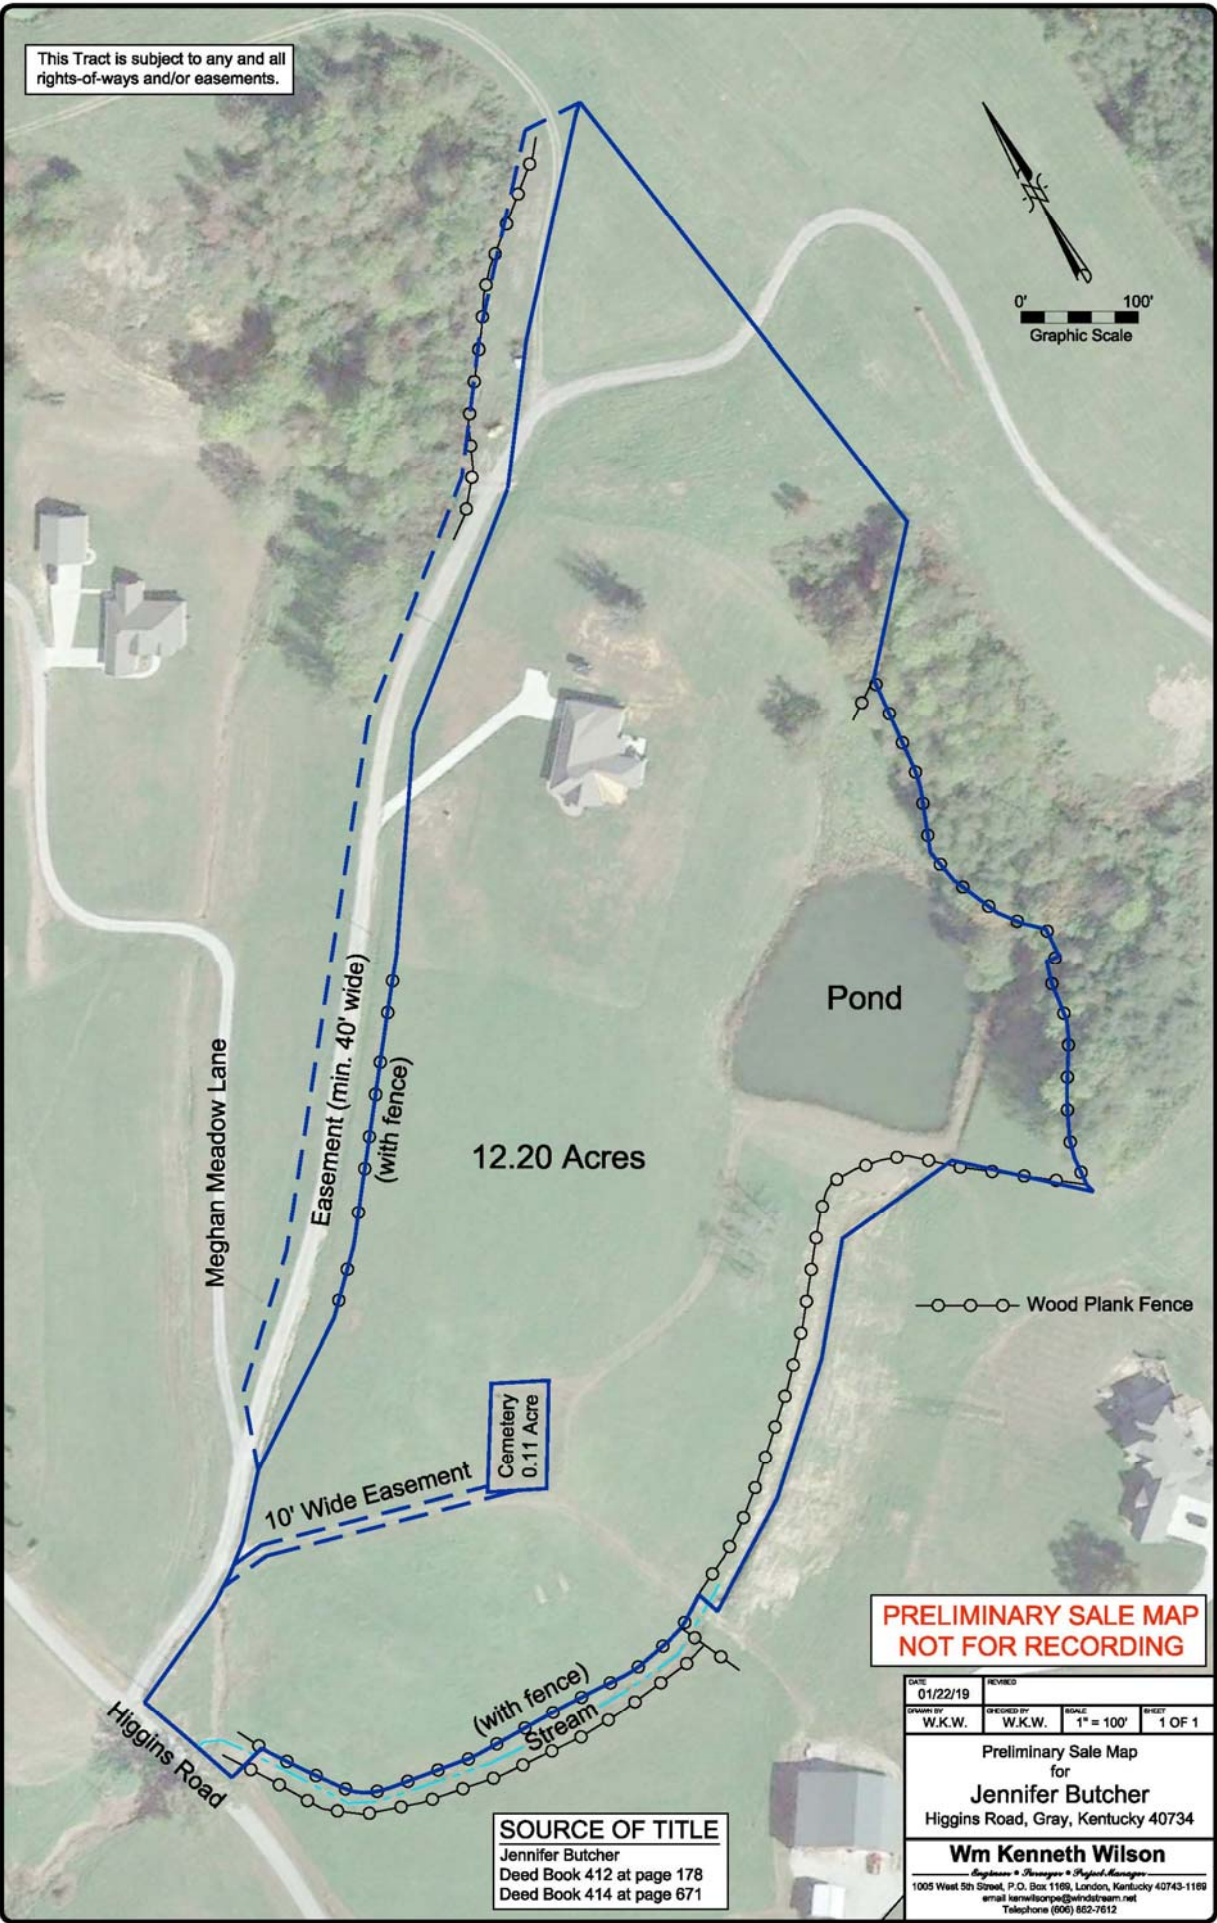 This Tract is subject to any and all
rights-of-ways and/or easements.
0' 100'
Graphic Scale
Easement (min. 40' wide)
(with fence)
Meghan Meadow Lane
Pond
12.20 Acres
Wood Plank Fence
Cemetery
0.11 Acre
10' Wide Easement
(with fence)
Stream
Higgins Road
PRELIMINARY SALE MAP
NOT FOR RECORDING
DATE REVISED
01/22/19
DRAWN BY CHECKED BY SCALE SHEET
W.K.W. W.K.W. 1" = 100' 1 OF 1
Preliminary Sale Map
for
Jennifer Butcher
Higgins Road, Gray, Kentucky 40734
Wm Kenneth Wilson
Engineer • Surveyor • Project Manager
1005 West 5th Street, P.O. Box 1169, London, Kentucky 40743-1169
email kenwilsonpe@windstream.net
Telephone (606) 862-7612
SOURCE OF TITLE
Jennifer Butcher
Deed Book 412 at page 178
Deed Book 414 at page 671